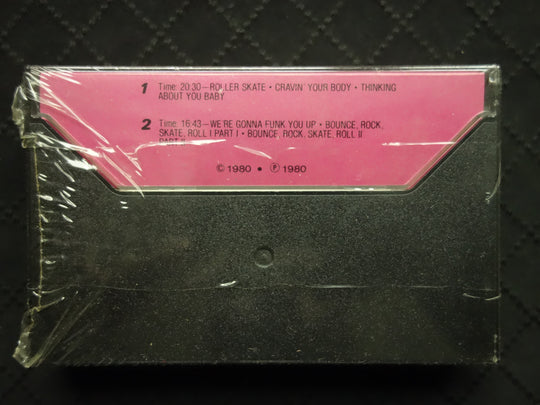 1 Time: 20:30—ROLLER SKATE • CRAVIN' YOUR BODY • THINKING
ABOUT YOU BABY
2 Time: 16:43—WE'RE GONNA FUNK YOU UP • BOUNCE, ROCK,
SKATE, ROLL I PART I • BOUNCE, ROCK, SKATE, ROLL II
PART II
© 1980 • ℗ 1980